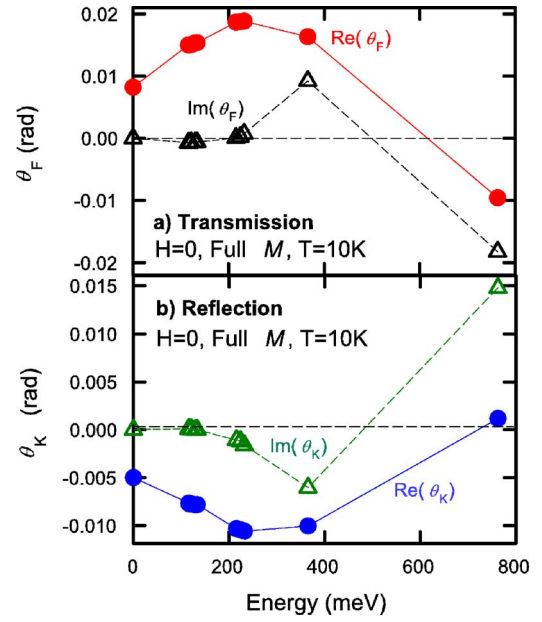 0.02
Re(θF)
0.01
Im(θF)
0.00
θF (rad)
-0.01
a) Transmission
H=0, Full M, T=10K
-0.02
0.015
b) Reflection
0.010
H=0, Full M, T=10K
0.005
θK (rad)
0.000
Im(θK)
-0.005
Re(θK)
-0.010
0 200 400 600 800
Energy (meV)